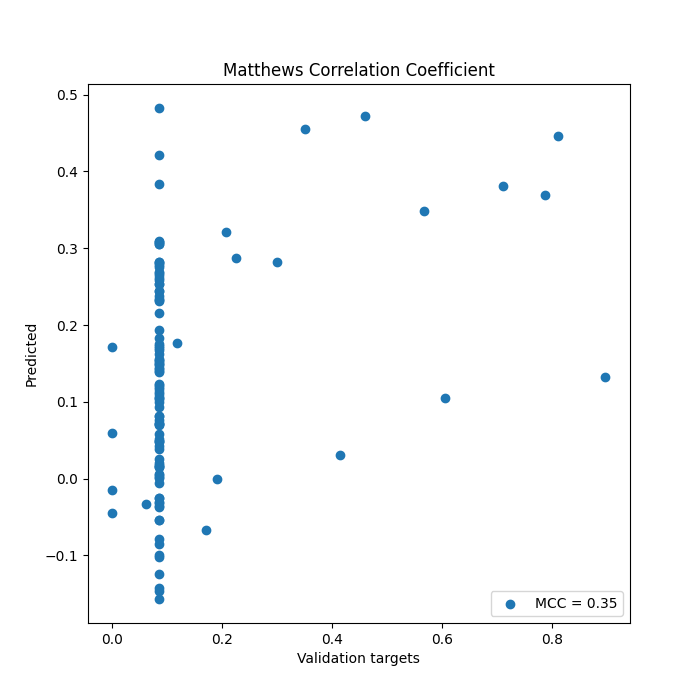 Matthews Correlation Coefficient
0.5
0.4
0.3
0.2
0.1
0.0
−0.1
Predicted
MCC = 0.35
0.0 0.2 0.4 0.6 0.8
Validation targets